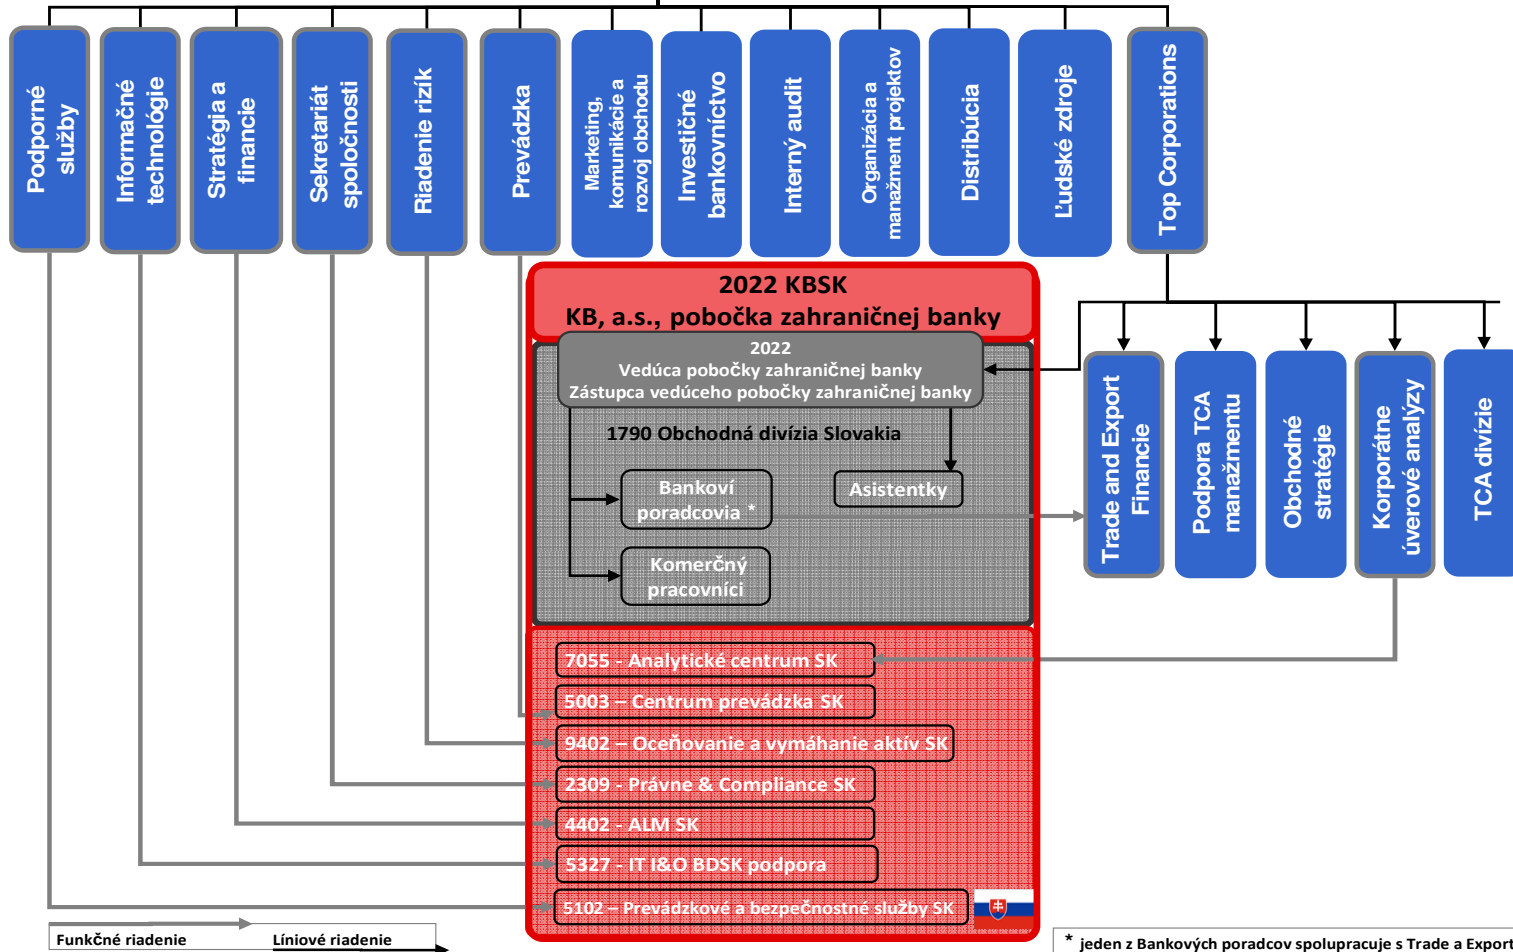 Podporné
služby
Informačné
technológie
Stratégia a
financie
Sekretariát
spoločnosti
Riadenie rizík
Prevádzka
Marketing,
komunikácie a
rozvoj obchodu
Investičné
bankovníctvo
Interný audit
Organizácia a
manažment projektov
Distribúcia
Ľudské zdroje
Top Corporations
2022 KBSK
KB, a.s., pobočka zahraničnej banky
2022
Vedúca pobočky zahraničnej banky
Zástupca vedúceho pobočky zahraničnej banky
1790 Obchodná divízia Slovakia
Bankoví
poradcovia *
Asistentky
Komerčný
pracovníci
Trade and Export
Financie
Podpora TCA
manažmentu
Obchodné
stratégie
Korporátne
úverové analýzy
TCA divízie
7055 - Analytické centrum SK
5003 – Centrum prevádzka SK
9402 – Oceňovanie a vymáhanie aktív SK
2309 - Právne & Compliance SK
4402 - ALM SK
5327 - IT I&O BDSK podpora
5102 – Prevádzkové a bezpečnostné služby SK
Funkčné riadenie
Líniové riadenie
* jeden z Bankových poradcov spolupracuje s Trade a Export